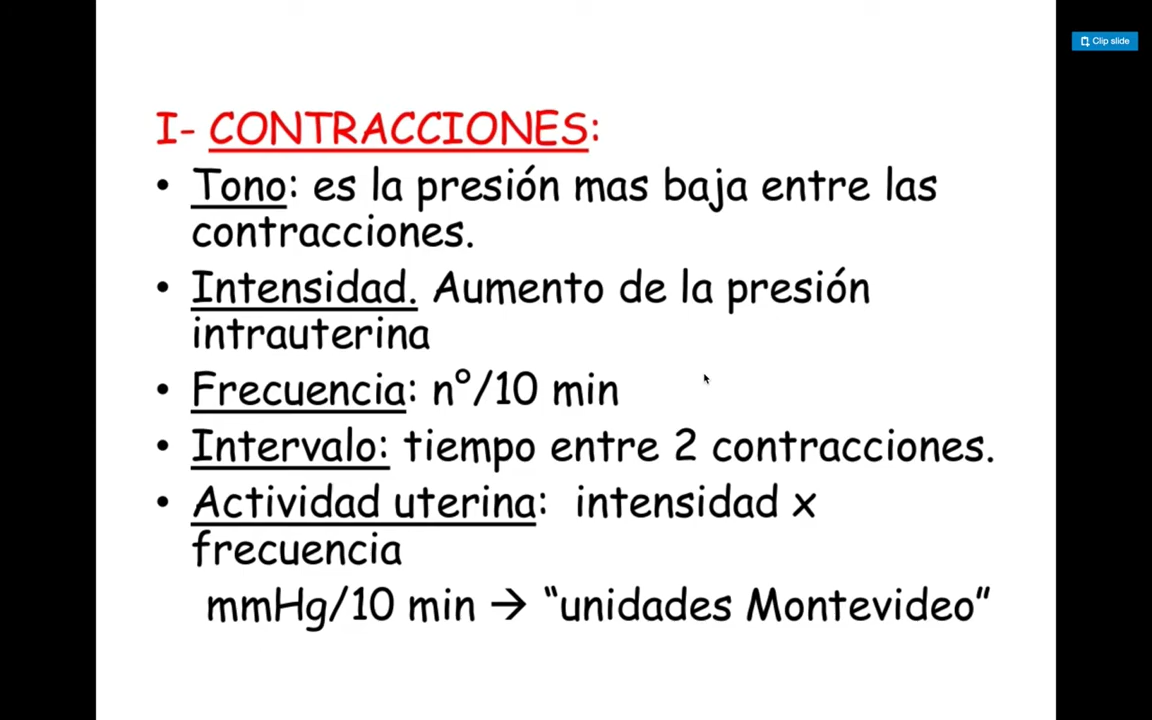 Clip slide
I- CONTRACCIONES:
• Tono: es la presión mas baja entre las
contracciones.
• Intensidad. Aumento de la presión
intrauterina
• Frecuencia: n°/10 min
• Intervalo: tiempo entre 2 contracciones.
• Actividad uterina: intensidad x
frecuencia
mmHg/10 min → “unidades Montevideo”